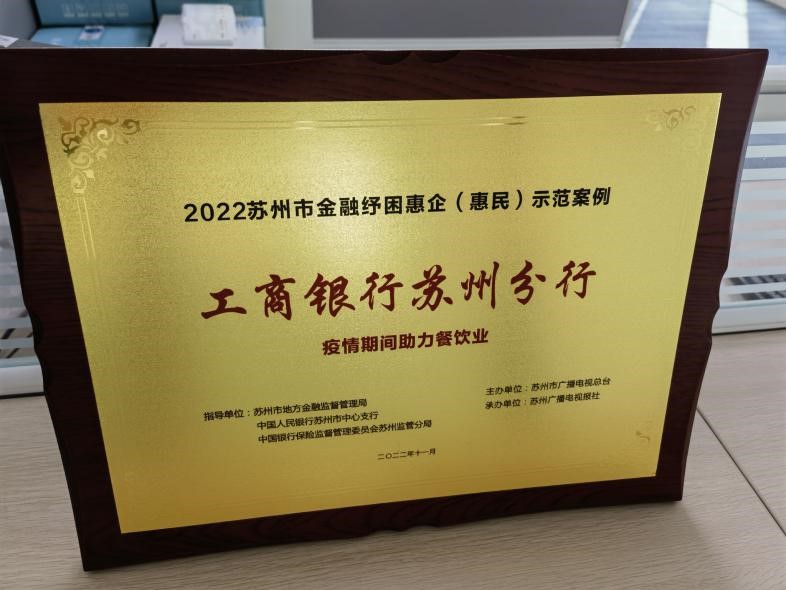 2022苏州市金融纾困惠企（惠民）示范案例
工商银行苏州分行
疫情期间助力餐饮业
指导单位：苏州市地方金融监督管理局
中国人民银行苏州市中心支行
中国银行保险监督管理委员会苏州监管分局
主办单位：苏州市广播电视总台
承办单位：苏州广播电视报社
二〇二二年十一月